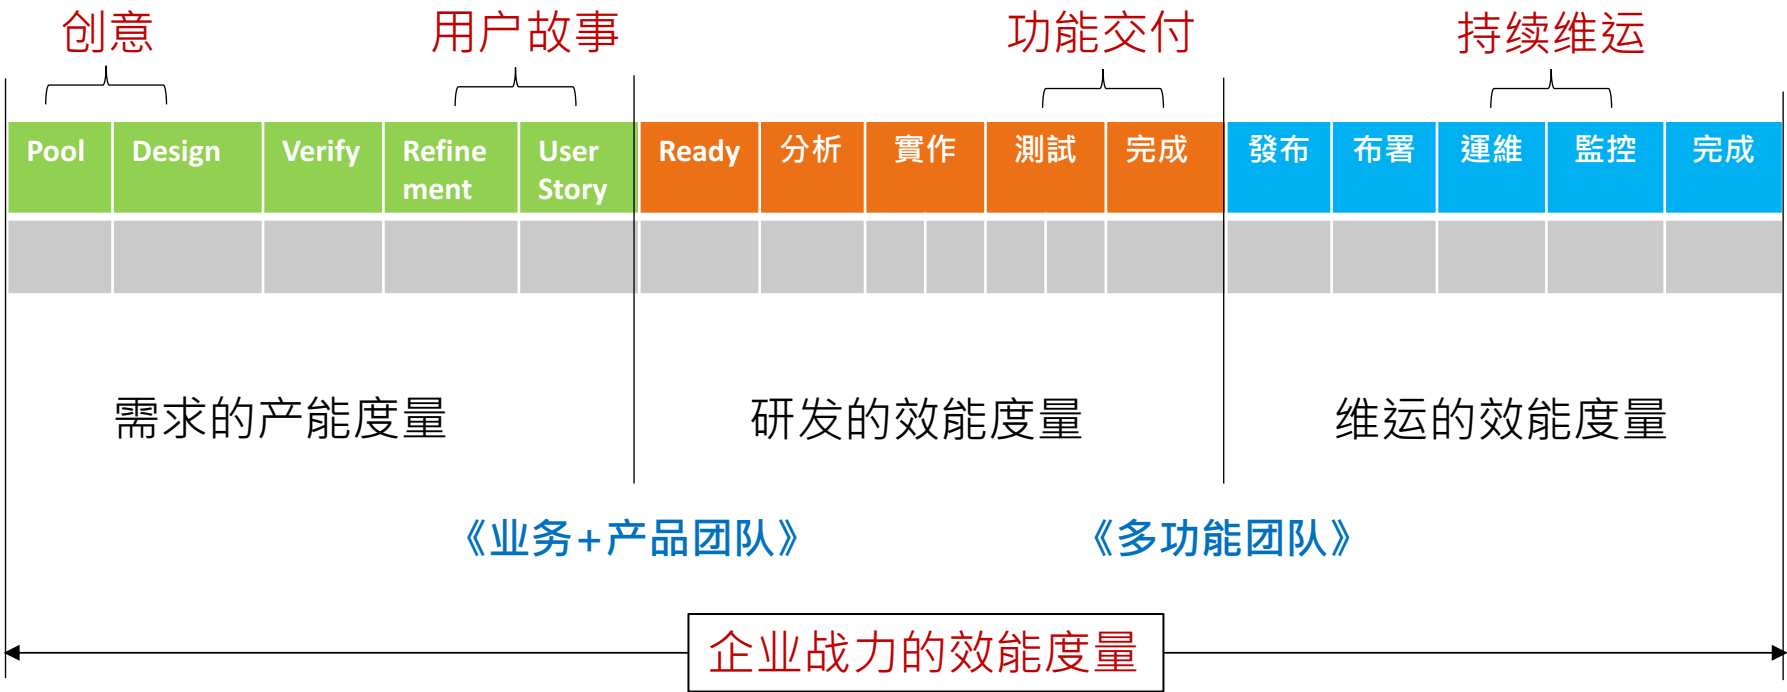 创意
用户故事
功能交付
持续维运
Pool
Design
Verify
Refine
ment
User
Story
Ready
分析
實作
測試
完成
發布
布署
運維
監控
完成
需求的产能度量
研发的效能度量
维运的效能度量
《业务+产品团队》
《多功能团队》
企业战力的效能度量